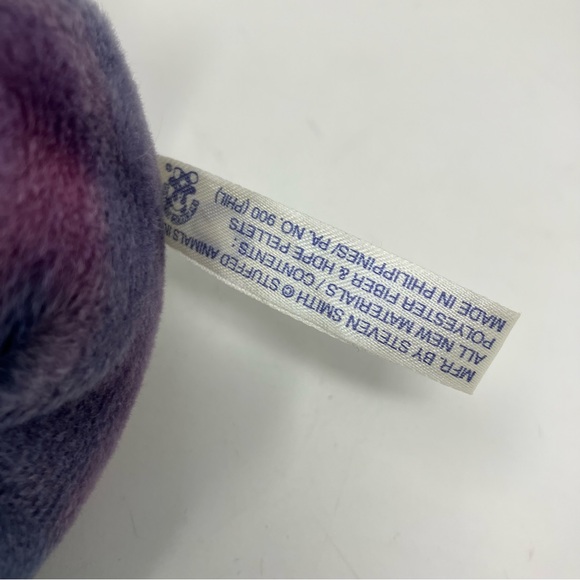 MFR. BY STEVEN SMITH © STUFFED ANIMALS ®
ALL NEW MATERIALS / CONTENTS:
POLYESTER FIBER & HDPE PELLETS
MADE IN PHILIPPINES/ PA. NO. 900 (PHIL)